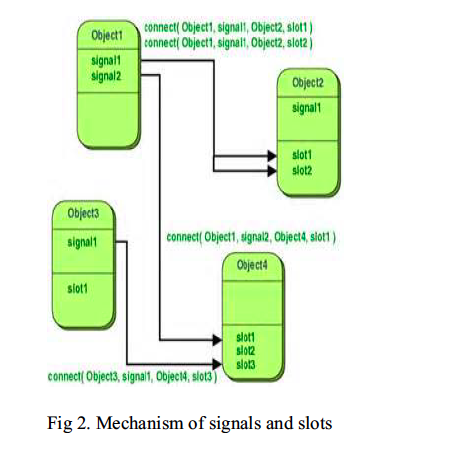 connect( Object1, signal1, Object2, slot1 )
connect( Object1, signal1, Object2, slot2 )
Object1
signal1
signal2
Object2
signal1
slot1
slot2
Object3
signal1
slot1
connect( Object1, signal2, Object4, slot1 )
Object4
slot1
slot2
slot3
connect( Object3, signal1, Object4, slot3 )
Fig 2. Mechanism of signals and slots